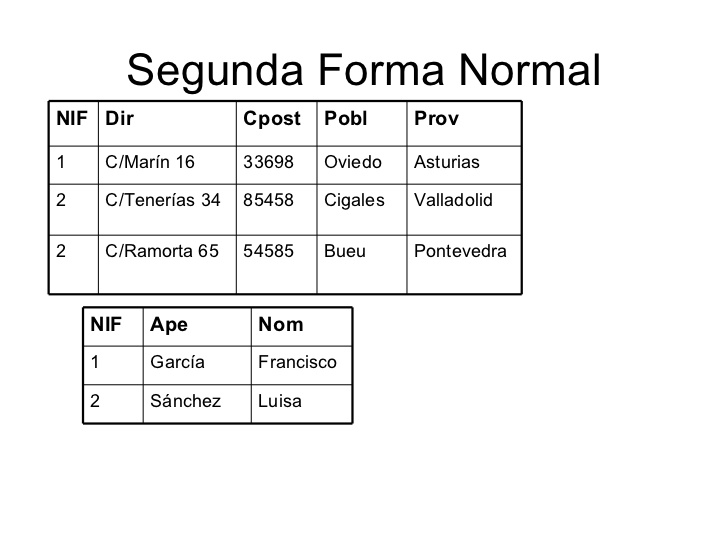 Segunda Forma Normal
NIF Dir Cpost Pobl Prov
1 C/Marín 16 33698 Oviedo Asturias
2 C/Tenerías 34 85458 Cigales Valladolid
2 C/Ramorta 65 54585 Bueu Pontevedra
NIF Ape Nom
1 García Francisco
2 Sánchez Luisa